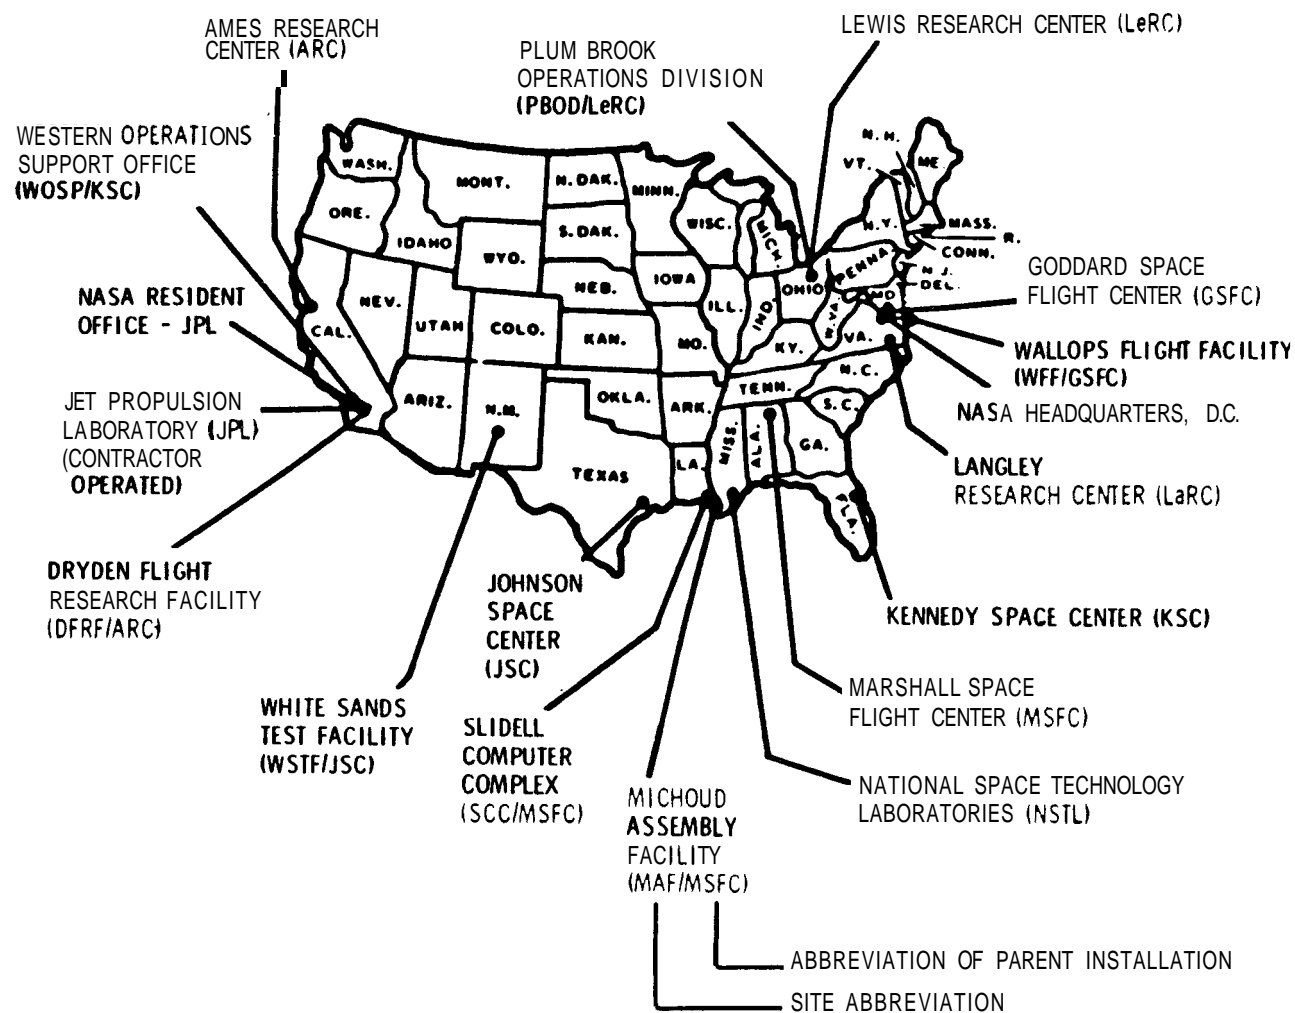 AMES RESEARCH
CENTER (ARC)
LEWIS RESEARCH CENTER (LeRC)
PLUM BROOK
OPERATIONS DIVISION
(PBOD/LeRC)
WESTERN OPERATIONS
SUPPORT OFFICE
(WOSP/KSC)
NASA RESIDENT
OFFICE - JPL
JET PROPULSION
LABORATORY (JPL)
(CONTRACTOR
OPERATED)
DRYDEN FLIGHT
RESEARCH FACILITY
(DFRF/ARC)
WHITE SANDS
TEST FACILITY
(WSTF/JSC)
JOHNSON
SPACE
CENTER
(JSC)
SLIDELL
COMPUTER
COMPLEX
(SCC/MSFC)
MICHOUD
ASSEMBLY
FACILITY
(MAF/MSFC)
ABBREVIATION OF PARENT INSTALLATION
SITE ABBREVIATION
NATIONAL SPACE TECHNOLOGY
LABORATORIES (NSTL)
MARSHALL SPACE
FLIGHT CENTER (MSFC)
KENNEDY SPACE CENTER (KSC)
LANGLEY
RESEARCH CENTER (LaRC)
NASA HEADQUARTERS, D.C.
WALLOPS FLIGHT FACILITY
(WFF/GSFC)
GODDARD SPACE
FLIGHT CENTER (GSFC)
WASH.
ORE.
CAL.
IDAHO
NEV.
MONT.
WYO.
UTAH
COLO.
ARIZ.
N.M.
N. DAK.
S. DAK.
NEB.
KAN.
OKLA.
TEXAS
MINN.
IOWA
MO.
ARK.
LA.
WISC.
ILL.
MICH.
IND.
OHIO
KY.
TENN.
MISS.
ALA.
GA.
FLA.
S.C.
N.C.
VA.
W.VA.
MD
DEL.
N.J.
PENNA.
N.Y.
CONN.
R.
MASS.
VT.
N.H.
ME.